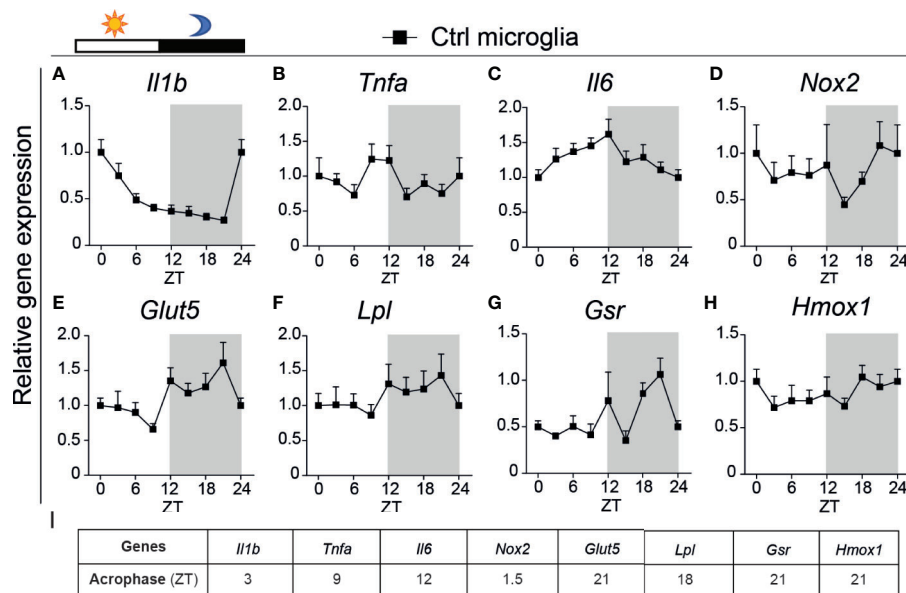 Ctrl microglia
Relative gene expression
A
Il1b
1.5
1.0
0.5
0
0 6 12 18 24
ZT
B
Tnfa
2.0
1.5
1.0
0.5
0
0 6 12 18 24
ZT
C
Il6
2.0
1.5
1.0
0.5
0
0 6 12 18 24
ZT
D
Nox2
1.5
1.0
0.5
0
0 6 12 18 24
ZT
E
Glut5
2.0
1.5
1.0
0.5
0
0 6 12 18 24
ZT
F
Lpl
2.0
1.5
1.0
0.5
0
0 6 12 18 24
ZT
G
Gsr
1.5
1.0
0.5
0
0 6 12 18 24
ZT
H
Hmox1
1.5
1.0
0.5
0
0 6 12 18 24
ZT
I
Genes Il1b Tnfa Il6 Nox2 Glut5 Lpl Gsr Hmox1
Acrophase (ZT) 3 9 12 1.5 21 18 21 21